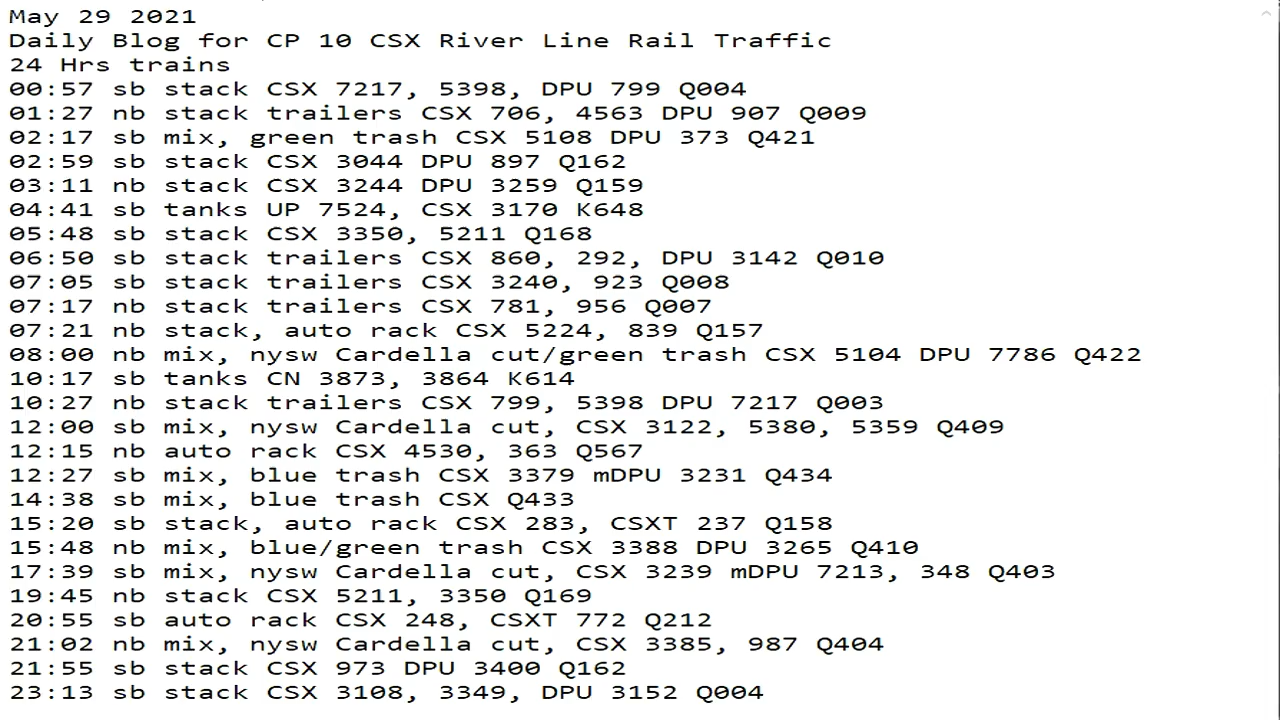 May 29 2021
Daily Blog for CP 10 CSX River Line Rail Traffic
24 Hrs trains
00:57 sb stack CSX 7217, 5398, DPU 799 Q004
01:27 nb stack trailers CSX 706, 4563 DPU 907 Q009
02:17 sb mix, green trash CSX 5108 DPU 373 Q421
02:59 sb stack CSX 3044 DPU 897 Q162
03:11 nb stack CSX 3244 DPU 3259 Q159
04:41 sb tanks UP 7524, CSX 3170 K648
05:48 sb stack CSX 3350, 5211 Q168
06:50 sb stack trailers CSX 860, 292, DPU 3142 Q010
07:05 sb stack trailers CSX 3240, 923 Q008
07:17 nb stack trailers CSX 781, 956 Q007
07:21 nb stack, auto rack CSX 5224, 839 Q157
08:00 nb mix, nysw Cardella cut/green trash CSX 5104 DPU 7786 Q422
10:17 sb tanks CN 3873, 3864 K614
10:27 nb stack trailers CSX 799, 5398 DPU 7217 Q003
12:00 sb mix, nysw Cardella cut, CSX 3122, 5380, 5359 Q409
12:15 nb auto rack CSX 4530, 363 Q567
12:27 sb mix, blue trash CSX 3379 mDPU 3231 Q434
14:38 sb mix, blue trash CSX Q433
15:20 sb stack, auto rack CSX 283, CSXT 237 Q158
15:48 nb mix, blue/green trash CSX 3388 DPU 3265 Q410
17:39 sb mix, nysw Cardella cut, CSX 3239 mDPU 7213, 348 Q403
19:45 nb stack CSX 5211, 3350 Q169
20:55 sb auto rack CSX 248, CSXT 772 Q212
21:02 nb mix, nysw Cardella cut, CSX 3385, 987 Q404
21:55 sb stack CSX 973 DPU 3400 Q162
23:13 sb stack CSX 3108, 3349, DPU 3152 Q004